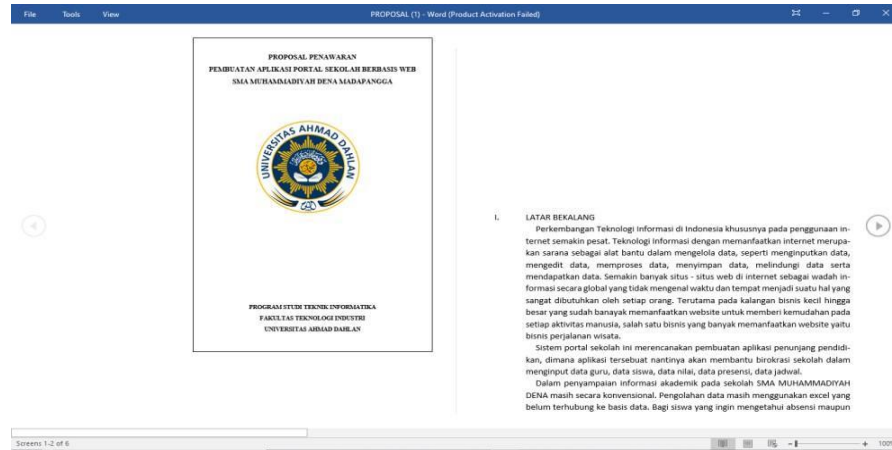 File Tools View PROPOSAL (1) - Word (Product Activation Failed)
PROPOSAL PENAWARAN
PEMBUATAN APLIKASI PORTAL SEKOLAH BERBASIS WEB
SMA MUHAMMADIYAH DENA MADAPANGGA
UNIVERSITAS AHMAD DAHLAN
UAD
PROGRAM STUDI TEKNIK INFORMATIKA
FAKULTAS TEKNOLOGI INDUSTRI
UNIVERSITAS AHMAD DAHLAN
I. LATAR BEKALANG
Perkembangan Teknologi Informasi di Indonesia khususnya pada penggunaan in-
ternet semakin pesat. Teknologi Informasi dengan memanfaatkan internet merupa-
kan sarana sebagai alat bantu dalam mengelola data, seperti menginputkan data,
mengedit data, memproses data, menyimpan data, melindungi data serta
mendapatkan data. Semakin banyak situs - situs web di internet sebagai wadah in-
formasi secara global yang tidak mengenal waktu dan tempat menjadi suatu hal yang
sangat dibutuhkan oleh setiap orang. Terutama pada kalangan bisnis kecil hingga
besar yang sudah banayak memanfaatkan website untuk memberi kemudahan pada
setiap aktivitas manusia, salah satu bisnis yang banyak memanfaatkan website yaitu
bisnis perjalanan wisata.
Sistem portal sekolah ini merencanakan pembuatan aplikasi penunjang pendidi-
kan, dimana aplikasi tersebut nantinya akan membantu birokrasi sekolah dalam
menginput data guru, data siswa, data nilai, data presensi, data jadwal.
Dalam penyampaian informasi akademik pada sekolah SMA MUHAMMADIYAH
DENA masih secara konvensional. Pengolahan data masih menggunakan excel yang
belum terhubung ke basis data. Bagi siswa yang ingin mengetahui absensi maupun
Screens 1-2 of 6